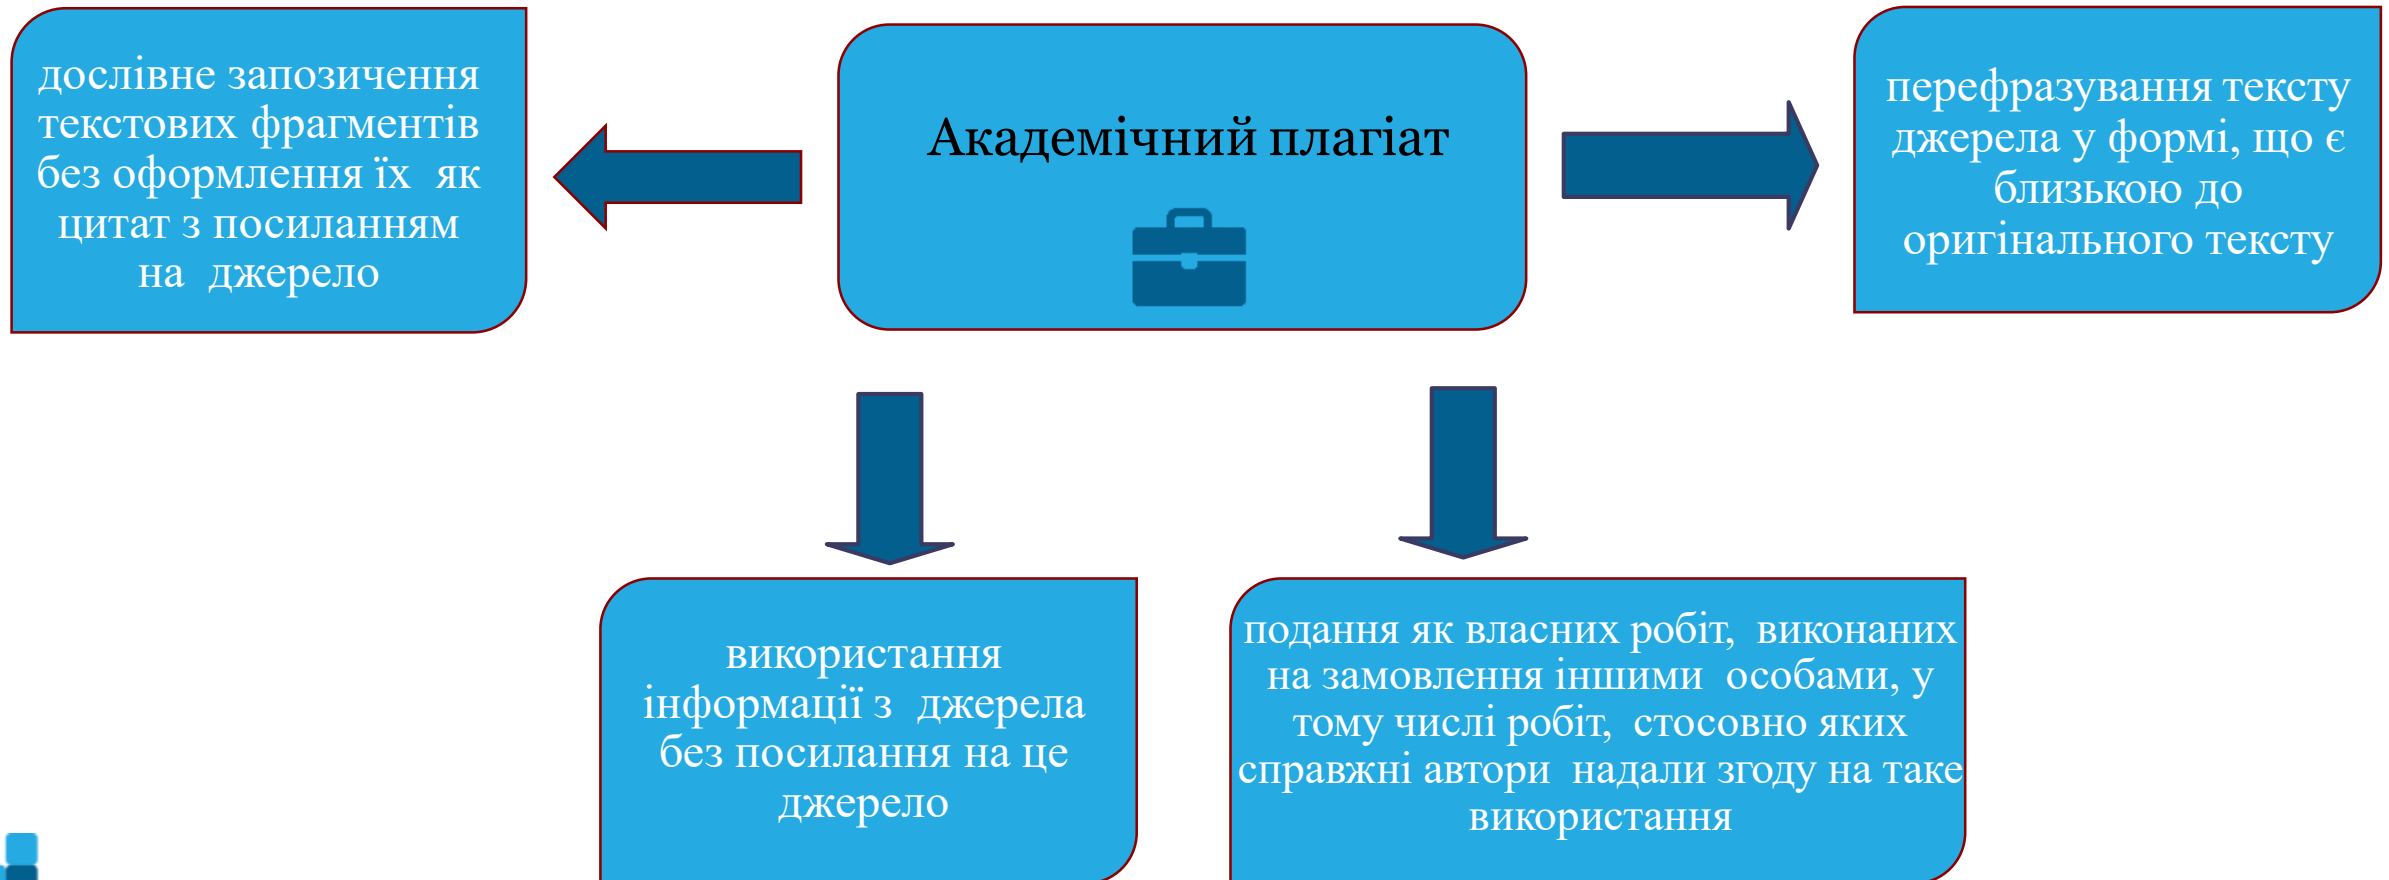 дослівне запозичення
текстових фрагментів
без оформлення їх як
цитат з посиланням
на джерело
Академічний плагіат
перефразування тексту
джерела у формі, що є
близькою до
оригінального тексту
використання
інформації з джерела
без посилання на це
джерело
подання як власних робіт, виконаних
на замовлення іншими особами, у
тому числі робіт, стосовно яких
справжні автори надали згоду на таке
використання